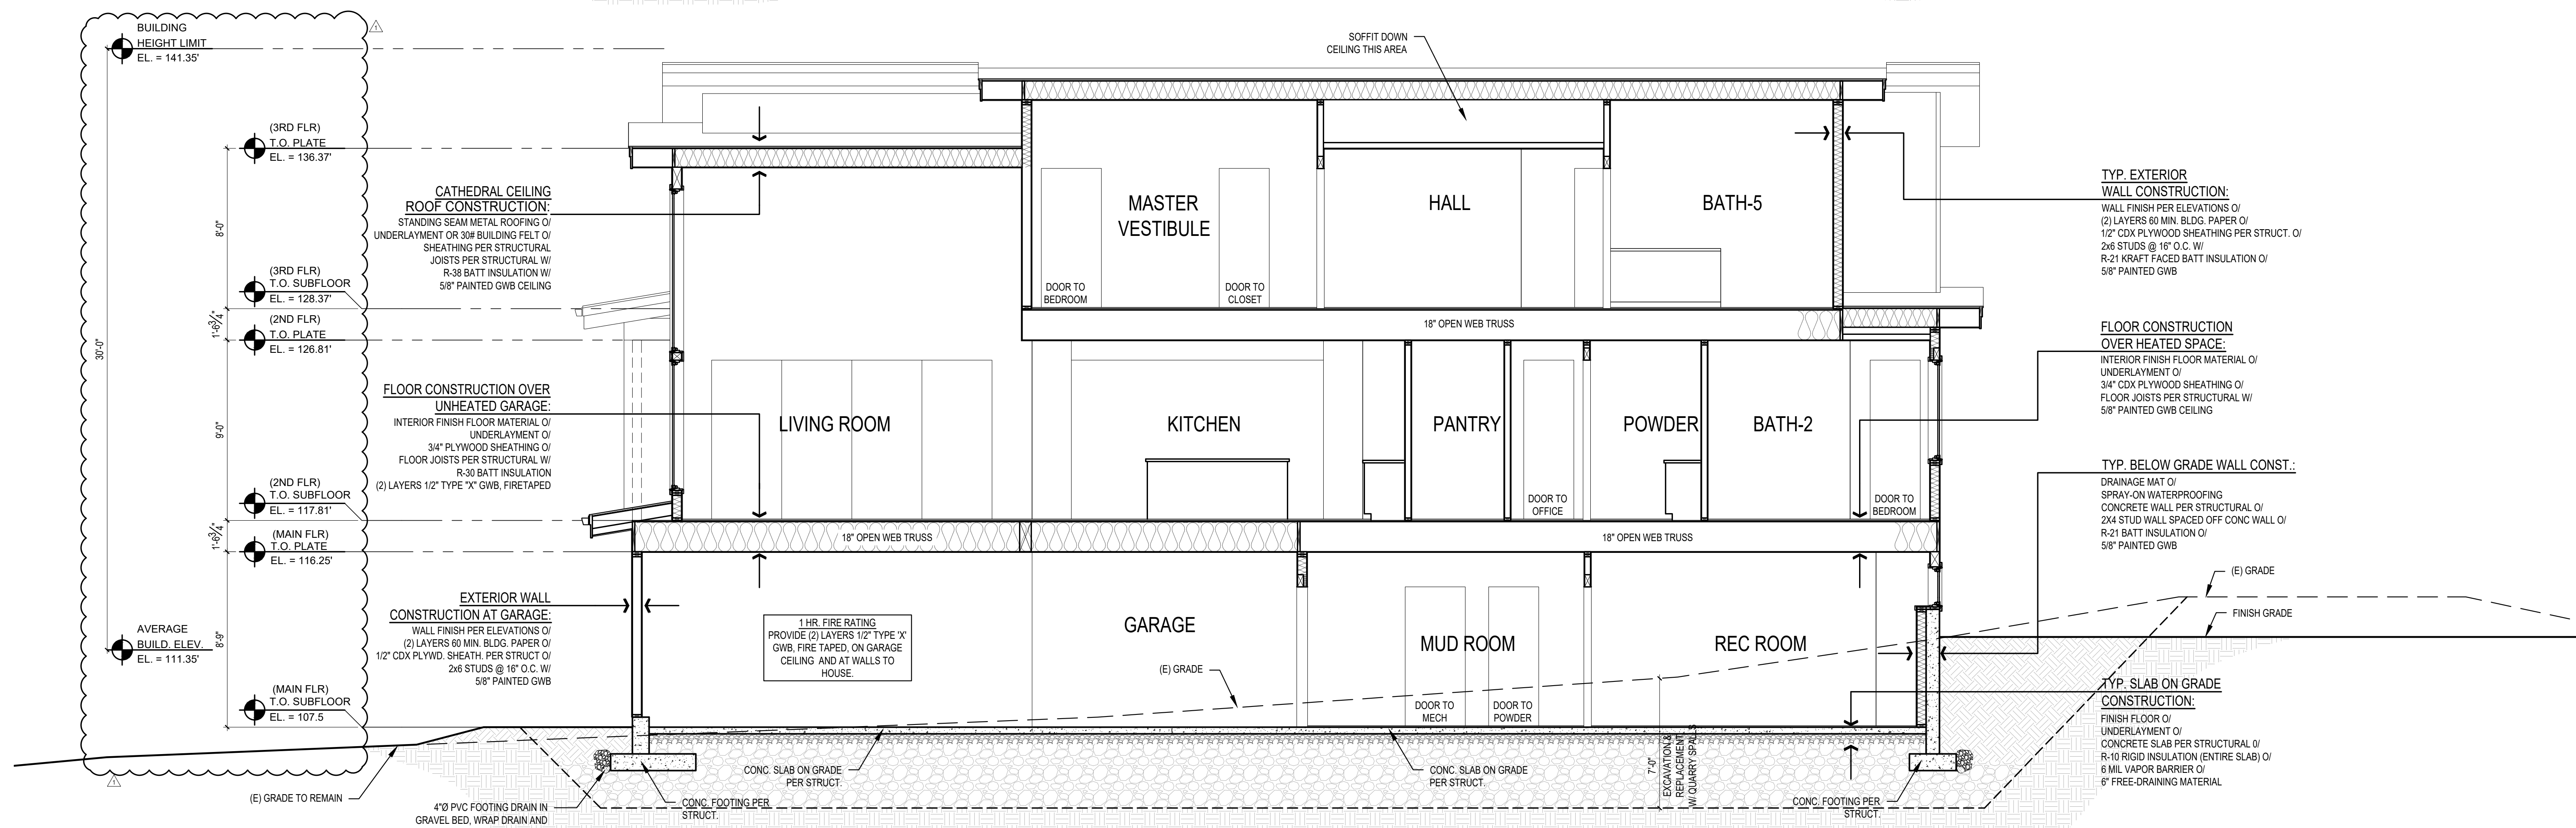 BUILDING
HEIGHT LIMIT
EL. = 141.35'
1
(3RD FLR)
T.O. PLATE
EL. = 136.37'
8'-0"
(3RD FLR)
T.O. SUBFLOOR
EL. = 128.37'
1'-6 3/4"
(2ND FLR)
T.O. PLATE
EL. = 126.81'
30'-0"
9'-0"
(2ND FLR)
T.O. SUBFLOOR
EL. = 117.81'
1'-6 3/4"
(MAIN FLR)
T.O. PLATE
EL. = 116.25'
AVERAGE
BUILD. ELEV.
EL. = 111.35'
8'-9"
(MAIN FLR)
T.O. SUBFLOOR
EL. = 107.5
1
CATHEDRAL CEILING
ROOF CONSTRUCTION:
STANDING SEAM METAL ROOFING O/
UNDERLAYMENT OR 30# BUILDING FELT O/
SHEATHING PER STRUCTURAL
JOISTS PER STRUCTURAL W/
R-38 BATT INSULATION W/
5/8" PAINTED GWB CEILING
FLOOR CONSTRUCTION OVER
UNHEATED GARAGE:
INTERIOR FINISH FLOOR MATERIAL O/
UNDERLAYMENT O/
3/4" PLYWOOD SHEATHING O/
FLOOR JOISTS PER STRUCTURAL W/
R-30 BATT INSULATION
(2) LAYERS 1/2" TYPE "X" GWB, FIRETAPED
EXTERIOR WALL
CONSTRUCTION AT GARAGE:
WALL FINISH PER ELEVATIONS O/
(2) LAYERS 60 MIN. BLDG. PAPER O/
1/2" CDX PLYWD. SHEATH. PER STRUCT O/
2x6 STUDS @ 16" O.C. W/
5/8" PAINTED GWB
(E) GRADE TO REMAIN
4"Ø PVC FOOTING DRAIN IN
GRAVEL BED, WRAP DRAIN AND
SOFFIT DOWN
CEILING THIS AREA
MASTER
VESTIBULE
HALL
BATH-5
DOOR TO
BEDROOM
DOOR TO
CLOSET
18" OPEN WEB TRUSS
LIVING ROOM
KITCHEN
PANTRY
POWDER
BATH-2
DOOR TO
OFFICE
DOOR TO
BEDROOM
18" OPEN WEB TRUSS
18" OPEN WEB TRUSS
1 HR. FIRE RATING
PROVIDE (2) LAYERS 1/2" TYPE 'X'
GWB, FIRE TAPED, ON GARAGE
CEILING AND AT WALLS TO
HOUSE.
GARAGE
MUD ROOM
REC ROOM
(E) GRADE
DOOR TO
MECH
DOOR TO
POWDER
CONC. SLAB ON GRADE
PER STRUCT.
CONC. SLAB ON GRADE
PER STRUCT.
CONC. FOOTING PER
STRUCT.
7'-0"
EXCAVATION &
REPLACEMENT
W/ QUARRY SPALLS
CONC. FOOTING PER
STRUCT.
TYP. EXTERIOR
WALL CONSTRUCTION:
WALL FINISH PER ELEVATIONS O/
(2) LAYERS 60 MIN. BLDG. PAPER O/
1/2" CDX PLYWOOD SHEATHING PER STRUCT. O/
2x6 STUDS @ 16" O.C. W/
R-21 KRAFT FACED BATT INSULATION O/
5/8" PAINTED GWB
FLOOR CONSTRUCTION
OVER HEATED SPACE:
INTERIOR FINISH FLOOR MATERIAL O/
UNDERLAYMENT O/
3/4" CDX PLYWOOD SHEATHING O/
FLOOR JOISTS PER STRUCTURAL W/
5/8" PAINTED GWB CEILING
TYP. BELOW GRADE WALL CONST.:
DRAINAGE MAT O/
SPRAY-ON WATERPROOFING
CONCRETE WALL PER STRUCTURAL O/
2X4 STUD WALL SPACED OFF CONC WALL O/
R-21 BATT INSULATION O/
5/8" PAINTED GWB
(E) GRADE
FINISH GRADE
TYP. SLAB ON GRADE
CONSTRUCTION:
FINISH FLOOR O/
UNDERLAYMENT O/
CONCRETE SLAB PER STRUCTURAL 0/
R-10 RIGID INSULATION (ENTIRE SLAB) O/
6 MIL VAPOR BARRIER O/
6" FREE-DRAINING MATERIAL